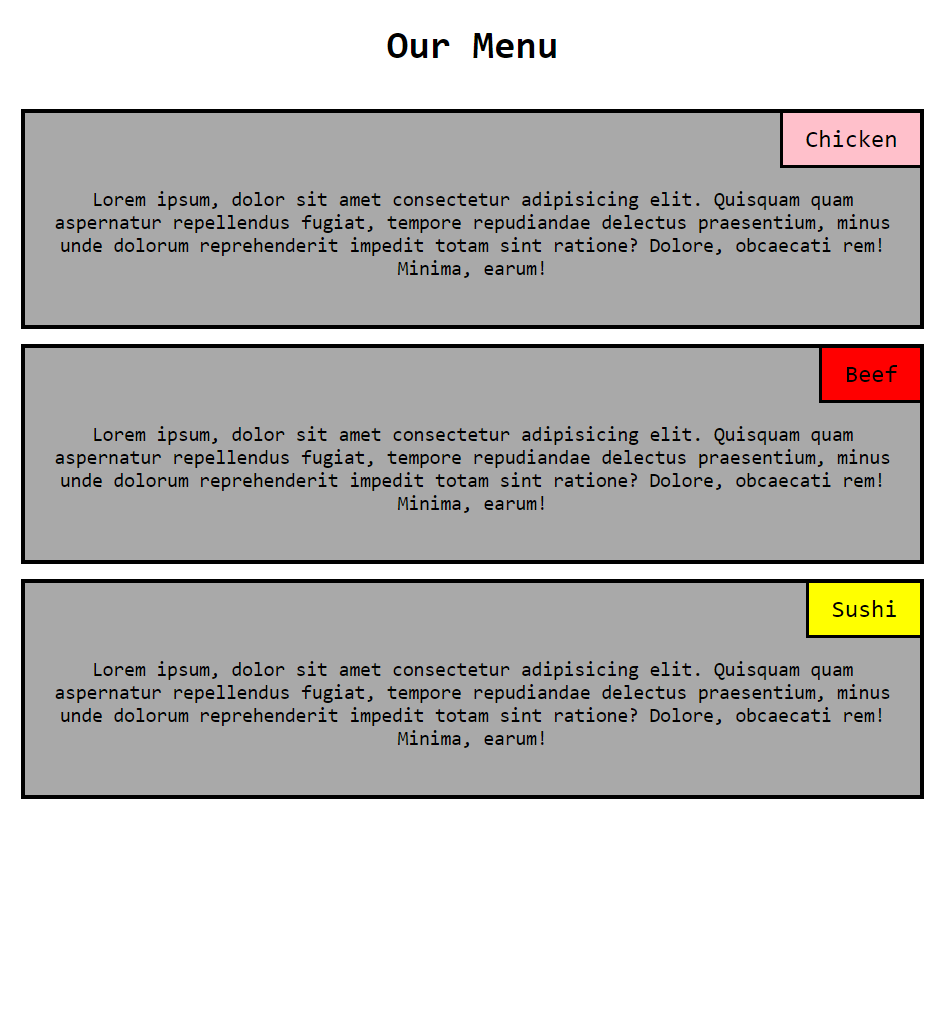 Our Menu
Chicken
Lorem ipsum, dolor sit amet consectetur adipisicing elit. Quisquam quam
aspernatur repellendus fugiat, tempore repudiandae delectus praesentium, minus
unde dolorum reprehenderit impedit totam sint ratione? Dolore, obcaecati rem!
Minima, earum!
Beef
Lorem ipsum, dolor sit amet consectetur adipisicing elit. Quisquam quam
aspernatur repellendus fugiat, tempore repudiandae delectus praesentium, minus
unde dolorum reprehenderit impedit totam sint ratione? Dolore, obcaecati rem!
Minima, earum!
Sushi
Lorem ipsum, dolor sit amet consectetur adipisicing elit. Quisquam quam
aspernatur repellendus fugiat, tempore repudiandae delectus praesentium, minus
unde dolorum reprehenderit impedit totam sint ratione? Dolore, obcaecati rem!
Minima, earum!